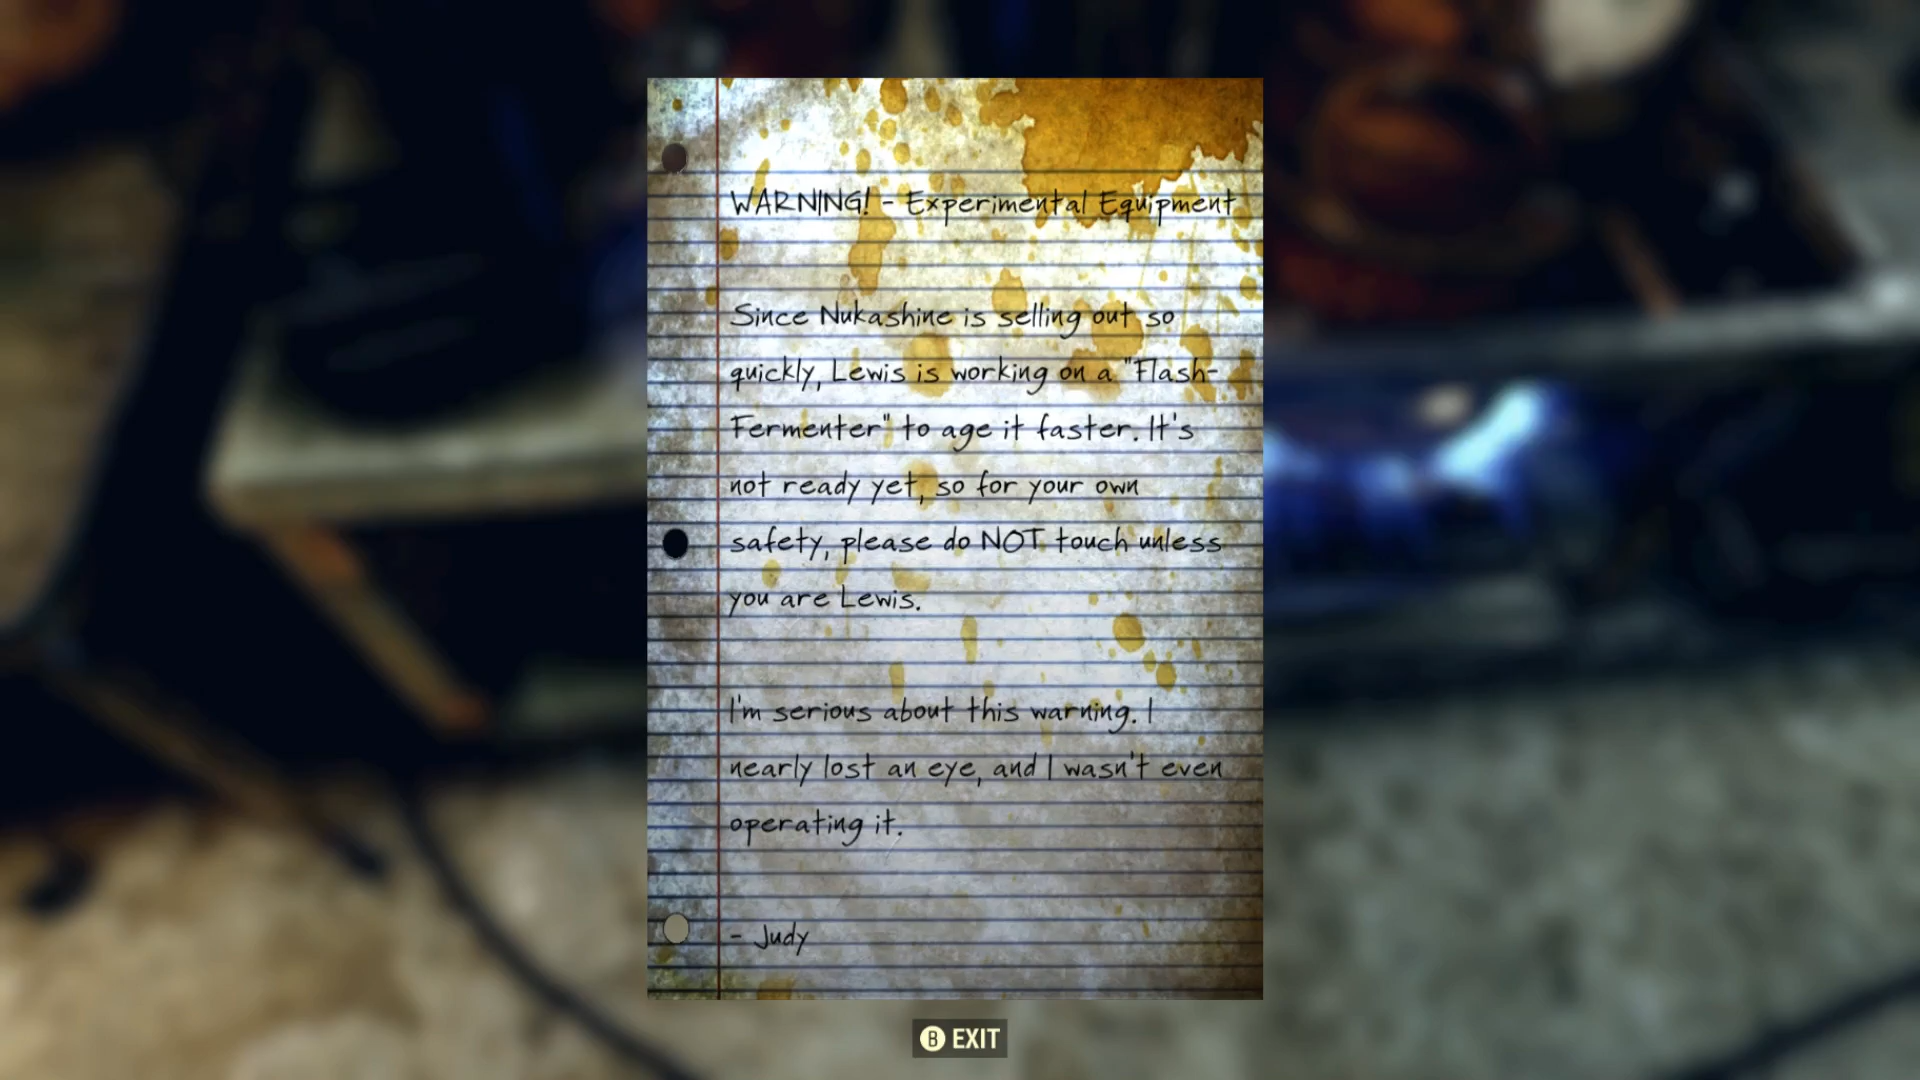 WARNING! - Experimental Equipment
Since Nukashine is selling out so
quickly, Lewis is working on a "Flash-
Fermenter" to age it faster. It's
not ready yet, so for your own
safety, please do NOT touch unless
you are Lewis.
I'm serious about this warning. I
nearly lost an eye, and I wasn't even
operating it.
- Judy
B EXIT